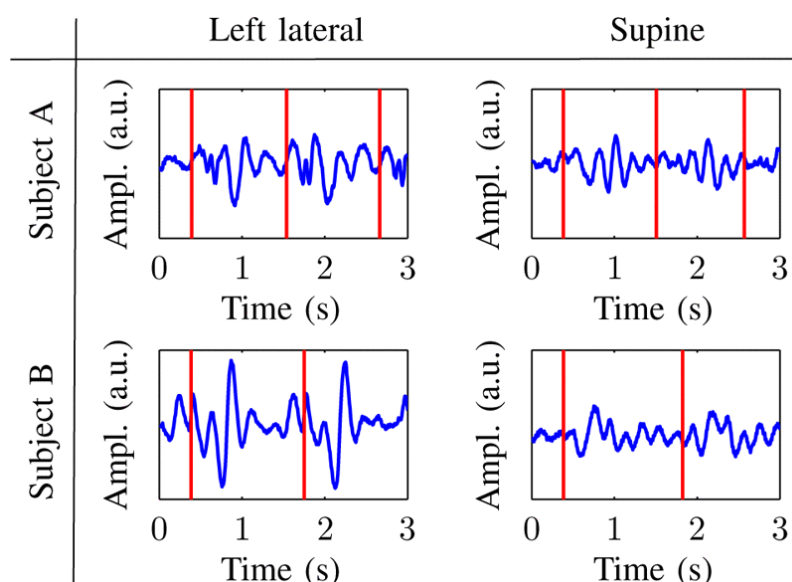 Left lateral Supine
Subject A
Ampl. (a.u.)
0 1 2 3
Time (s)
Ampl. (a.u.)
0 1 2 3
Time (s)
Subject B
Ampl. (a.u.)
0 1 2 3
Time (s)
Ampl. (a.u.)
0 1 2 3
Time (s)